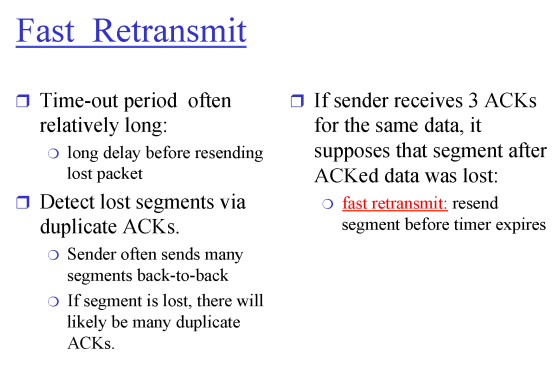 Fast Retransmit
Time-out period often
relatively long:
long delay before resending
lost packet
Detect lost segments via
duplicate ACKs.
Sender often sends many
segments back-to-back
If segment is lost, there will
likely be many duplicate
ACKs.
If sender receives 3 ACKs
for the same data, it
supposes that segment after
ACKed data was lost:
fast retransmit: resend
segment before timer expires